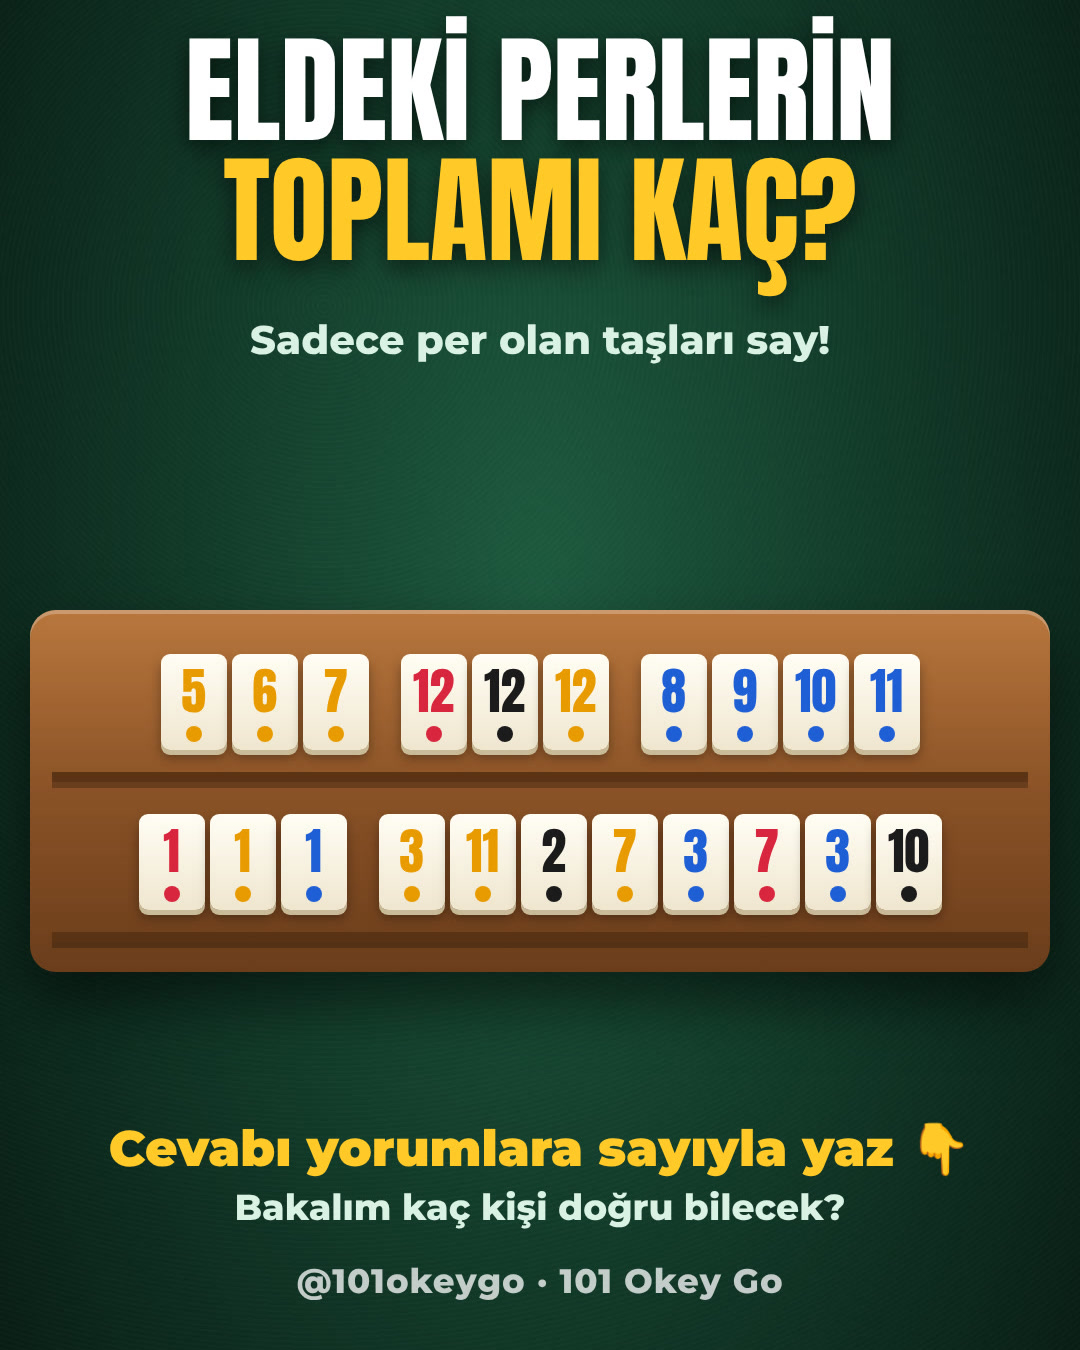 ELDEKİ PERLERİN
TOPLAMI KAÇ?
Sadece per olan taşları say!
5 6 7 12 12 12 8 9 10 11
1 1 1 3 11 2 7 3 7 3 10
Cevabı yorumlara sayıyla yaz 👇
Bakalım kaç kişi doğru bilecek?
@101okeygo · 101 Okey Go